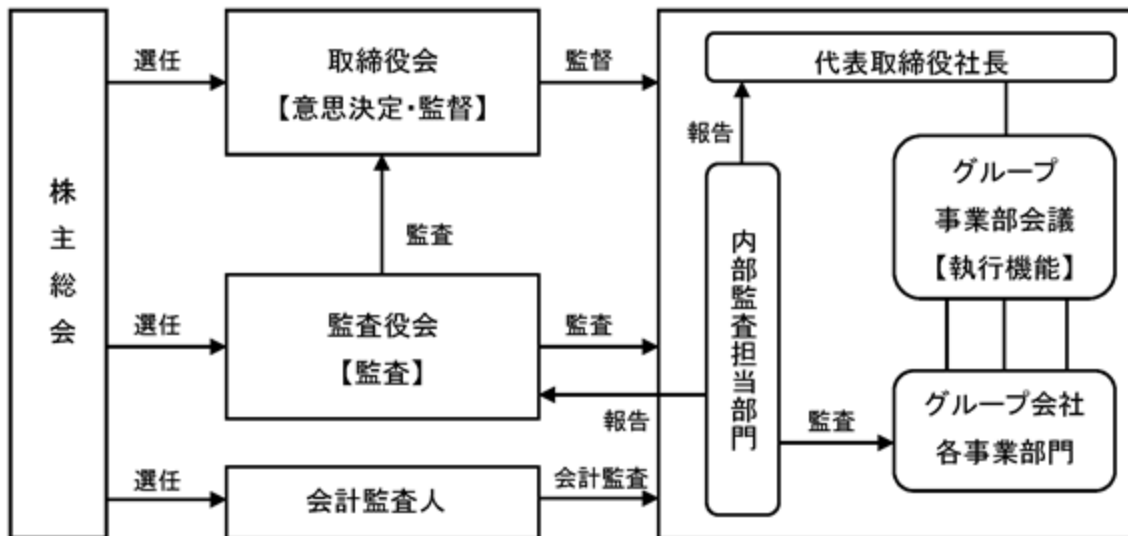 株主総会
選任
取締役会
【意思決定・監督】
監督
代表取締役社長
報告
グループ
事業部会議
【執行機能】
監査
内部監査担当部門
選任
監査役会
【監査】
監査
報告
グループ会社
各事業部門
監査
選任
会計監査人
会計監査